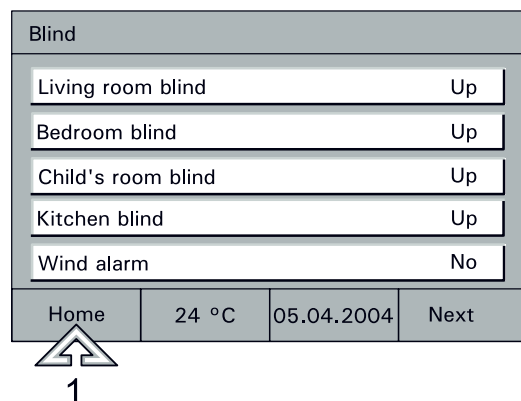 Blind
Living room blind Up
Bedroom blind Up
Child's room blind Up
Kitchen blind Up
Wind alarm No
Home 24 °C 05.04.2004 Next
1